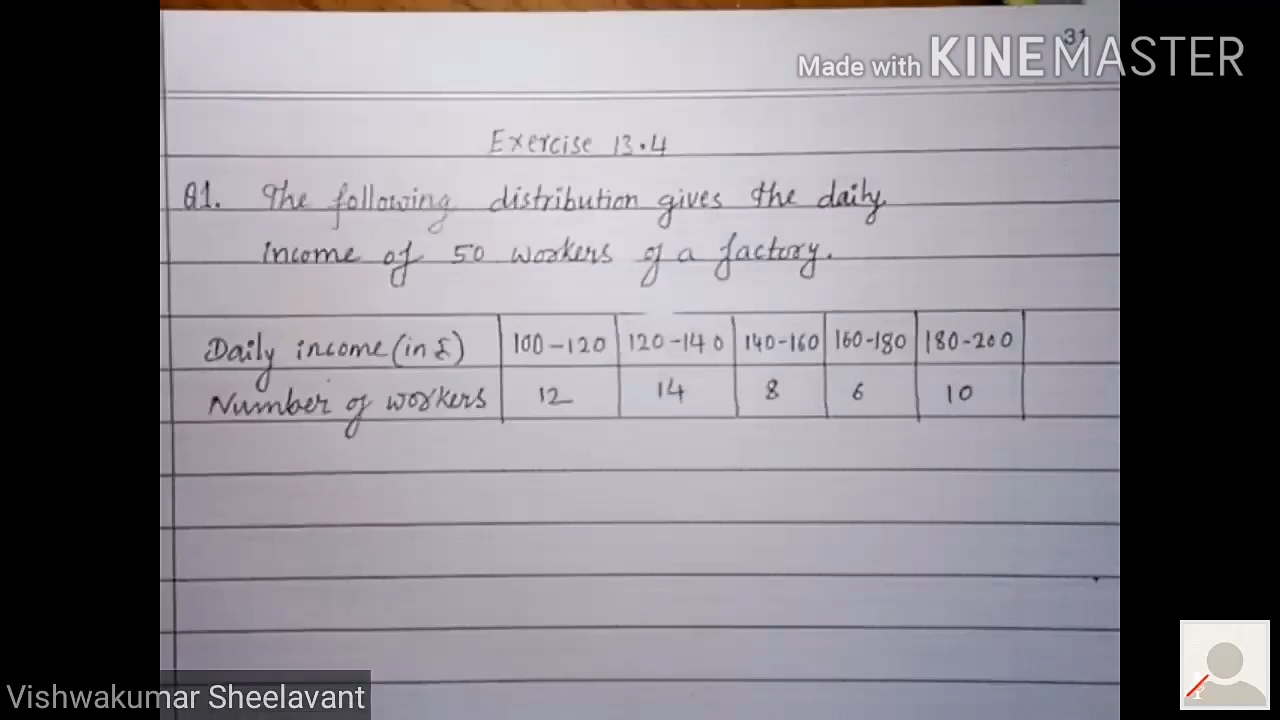 31
Made with KINEMASTER
Exercise 13.4
Q1. The following distribution gives the daily
income of 50 workers of a factory.
Daily income (in ₹) 100-120 120-140 140-160 160-180 180-200
Number of workers 12 14 8 6 10
Vishwakumar Sheelavant